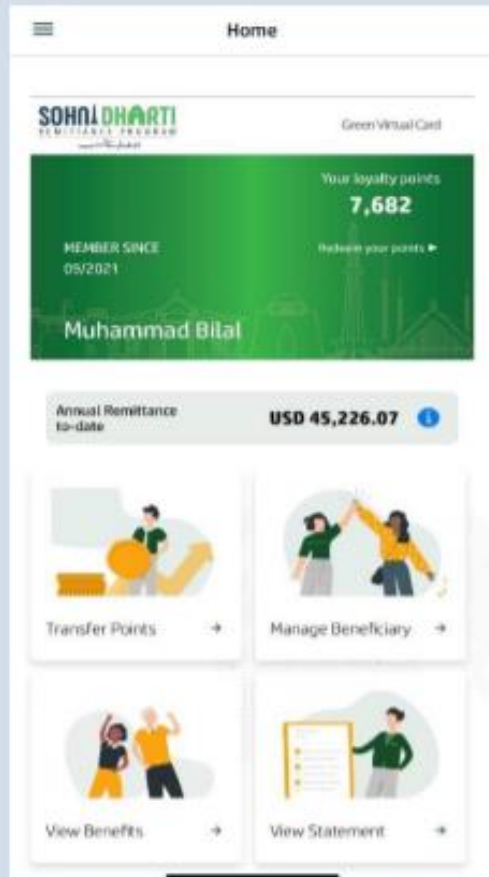 Home
SOHNI DHARTI
REMITTANCE PROGRAM
Green Virtual Card
Your loyalty points
7,682
MEMBER SINCE
Redeem your points ►
09/2021
Muhammad Bilal
Annual Remittance
to-date
USD 45,226.07
Transfer Points →
Manage Beneficiary →
View Benefits →
View Statement →